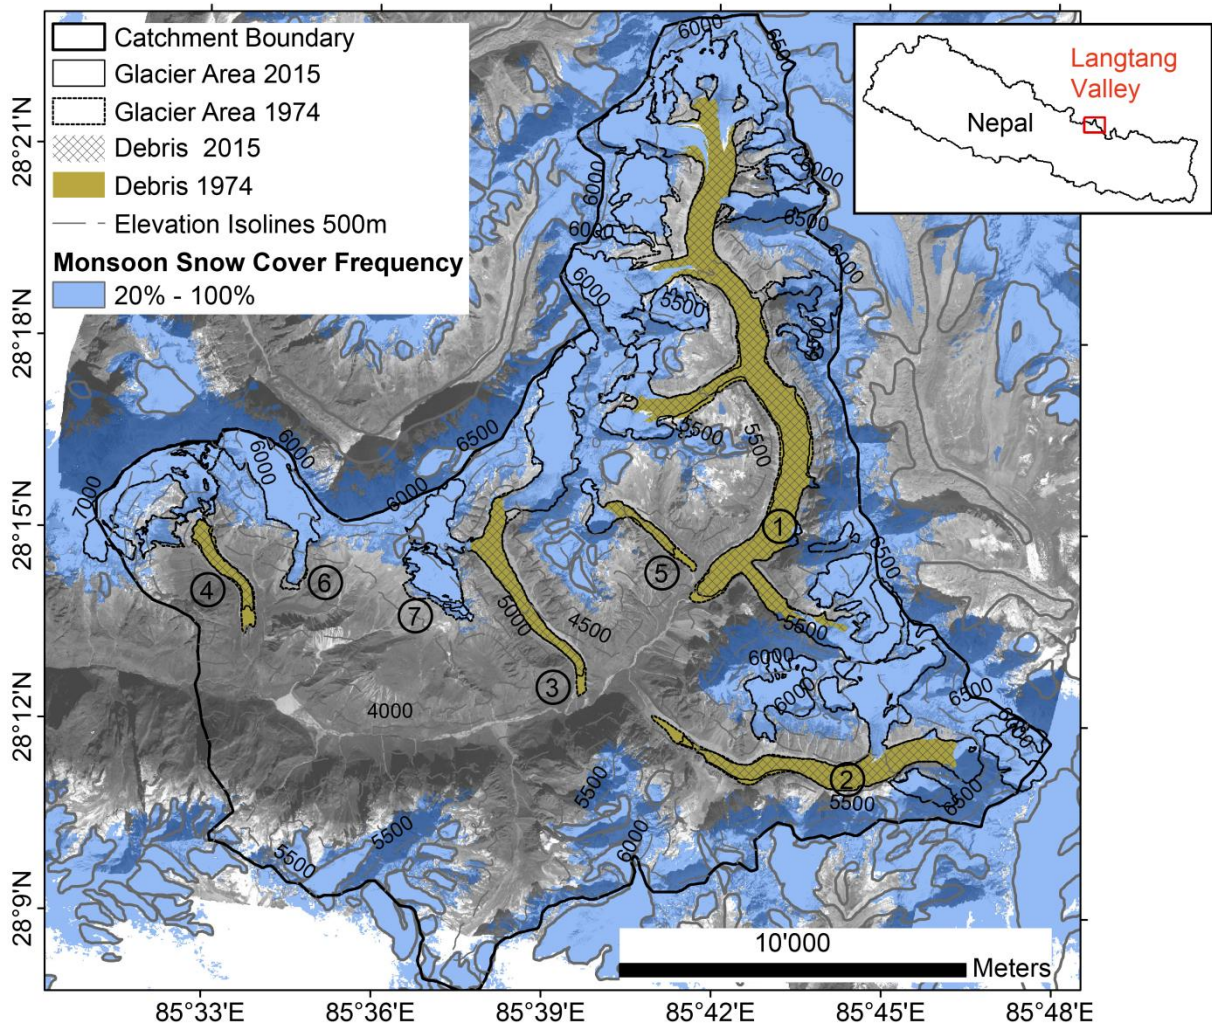 Catchment Boundary
Glacier Area 2015
Glacier Area 1974
Debris 2015
Debris 1974
Elevation Isolines 500m
Monsoon Snow Cover Frequency
20% - 100%
Langtang
Valley
Nepal
28°21'N
28°18'N
28°15'N
28°12'N
28°9'N
6000
6500
6000
6000
6500
6000
6000
6000
5500
5500
6500
5500
5500
6000
6000
6000
7000
6500
1
4
6
5
7
5000
4500
5500
6000
6000
6500
6500
6000
3
4000
2
5500
6500
5500
5500
5500
6000
10'000
Meters
85°33'E
85°36'E
85°39'E
85°42'E
85°45'E
85°48'E